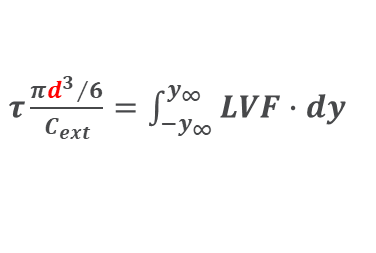 τ πd³/6 / C_ext = ∫_{-y∞}^{y∞} LVF · dy